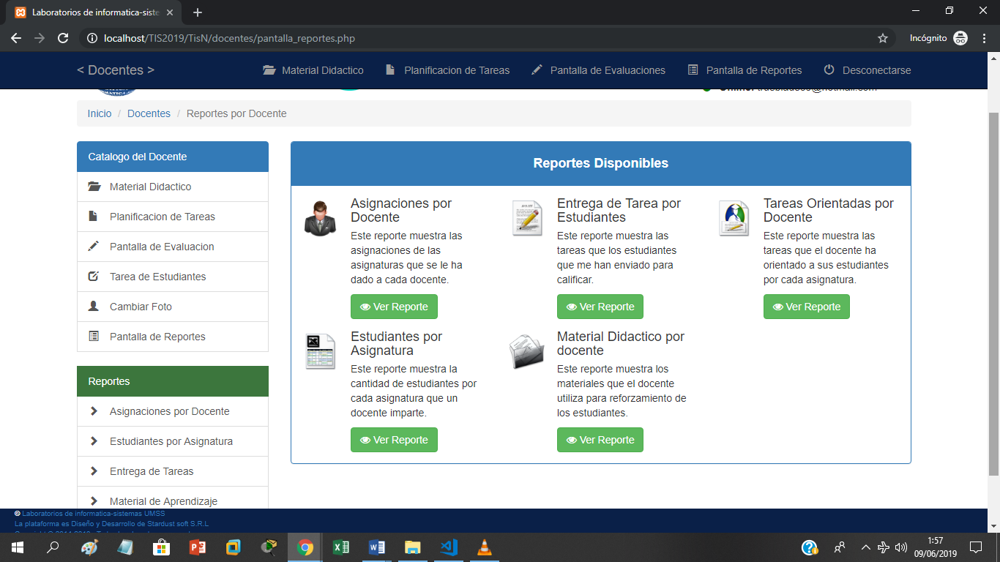 Laboratorios de informatica-siste
localhost/TIS2019/TisN/docentes/pantalla_reportes.php
Incógnito
< Docentes >
Material Didactico
Planificacion de Tareas
Pantalla de Evaluaciones
Pantalla de Reportes
Desconectarse
Inicio / Docentes / Reportes por Docente
Catalogo del Docente
Material Didactico
Planificacion de Tareas
Pantalla de Evaluacion
Tarea de Estudiantes
Cambiar Foto
Pantalla de Reportes
Reportes
Asignaciones por Docente
Estudiantes por Asignatura
Entrega de Tareas
Material de Aprendizaje
Reportes Disponibles
Asignaciones por
Docente
Este reporte muestra las
asignaciones de las
asignaturas que se le ha
dado a cada docente.
Ver Reporte
Entrega de Tarea por
Estudiantes
Este reporte muestra las
tareas que los estudiantes
que me han enviado para
calificar.
Ver Reporte
Tareas Orientadas por
Docente
Este reporte muestra las
tareas que el docente ha
orientado a sus estudiantes
por cada asignatura.
Ver Reporte
Estudiantes por
Asignatura
Este reporte muestra la
cantidad de estudiantes por
cada asignatura que un
docente imparte.
Ver Reporte
Material Didactico por
docente
Este reporte muestra los
materiales que el docente
utiliza para reforzamiento de
los estudiantes.
Ver Reporte
© Laboratorios de informatica-sistemas UMSS
La plataforma es Diseño y Desarrollo de Stardust soft S.R.L
1:57
09/06/2019